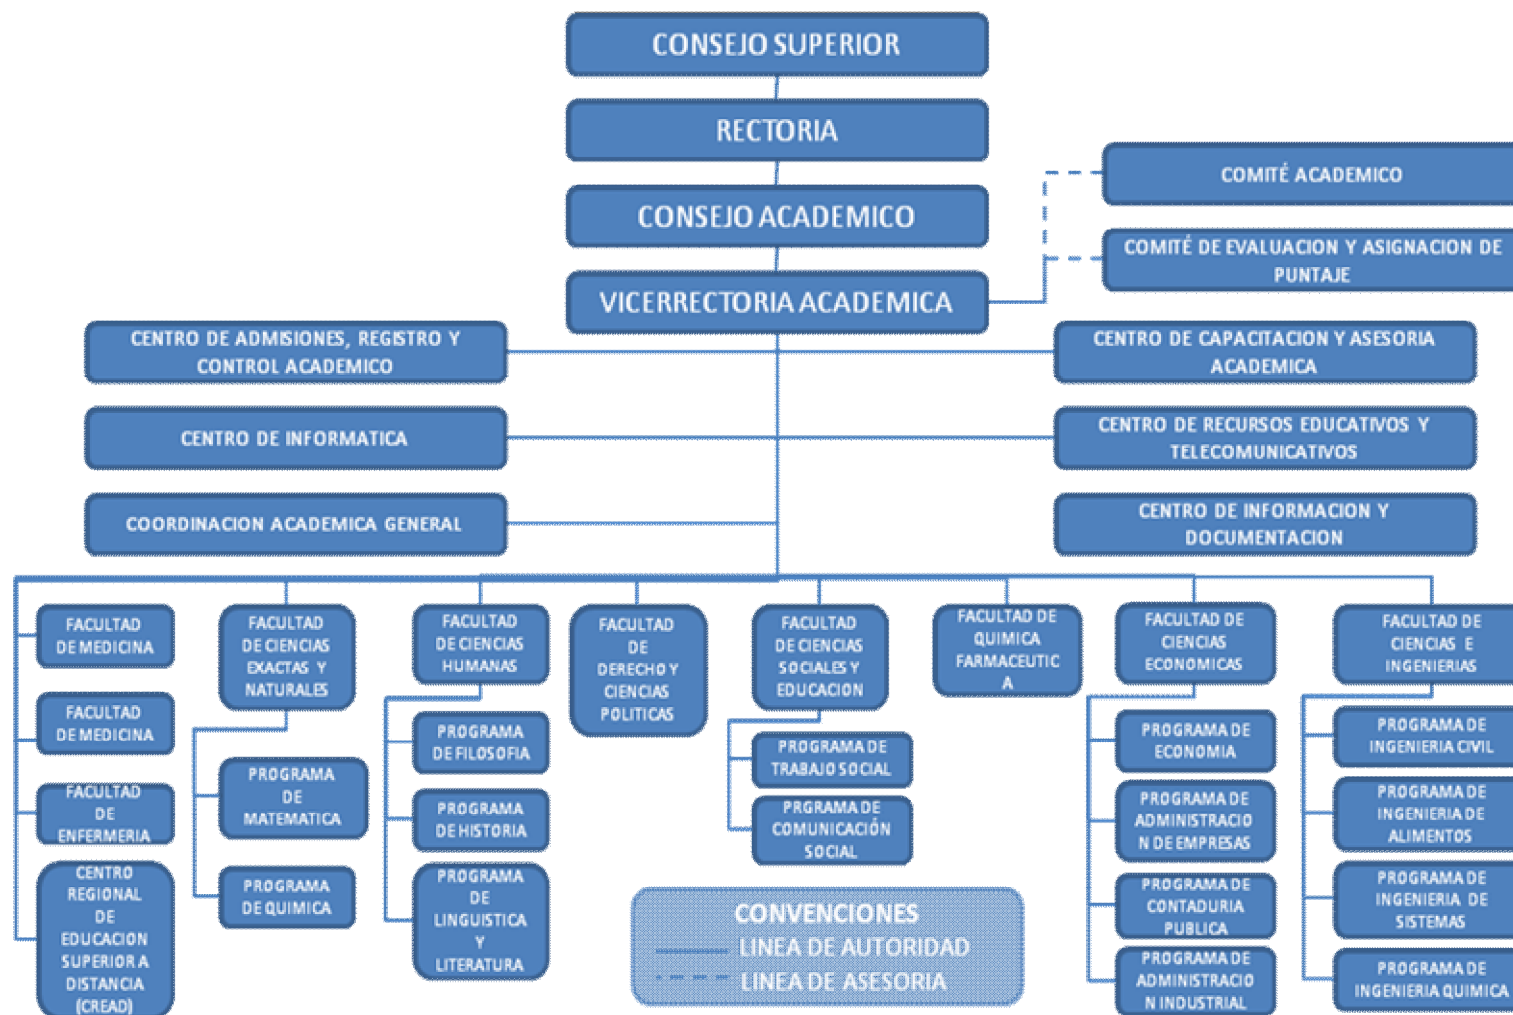 CONSEJO SUPERIOR
RECTORIA
CONSEJO ACADEMICO
VICERRECTORIA ACADEMICA
COMITÉ ACADEMICO
COMITÉ DE EVALUACION Y ASIGNACION DE
PUNTAJE
CENTRO DE ADMISIONES, REGISTRO Y
CONTROL ACADEMICO
CENTRO DE CAPACITACION Y ASESORIA
ACADEMICA
CENTRO DE INFORMATICA
CENTRO DE RECURSOS EDUCATIVOS Y
TELECOMUNICATIVOS
COORDINACION ACADEMICA GENERAL
CENTRO DE INFORMACION Y
DOCUMENTACION
FACULTAD
DE MEDICINA
FACULTAD
DE MEDICINA
FACULTAD
DE
ENFERMERIA
CENTRO
REGIONAL
DE
EDUCACION
SUPERIOR A
DISTANCIA
(CREAD)
FACULTAD
DE CIENCIAS
EXACTAS Y
NATURALES
PROGRAMA
DE
MATEMATICA
PROGRAMA
DE QUIMICA
FACULTAD
DE CIENCIAS
HUMANAS
PROGRAMA
DE FILOSOFIA
PROGRAMA
DE HISTORIA
PROGRAMA
DE
LINGUISTICA
Y
LITERATURA
FACULTAD
DE
DERECHO Y
CIENCIAS
POLITICAS
FACULTAD
DE CIENCIAS
SOCIALES Y
EDUCACION
PROGRAMA DE
TRABAJO SOCIAL
PRGRAMA DE
COMUNICACIÓN
SOCIAL
FACULTAD DE
QUIMICA
FARMACEUTIC
A
FACULTAD DE
CIENCIAS
ECONOMICAS
PROGRAMA DE
ECONOMIA
PROGRAMA DE
ADMINISTRACIO
N DE EMPRESAS
PROGRAMA DE
CONTADURIA
PUBLICA
PROGRAMA DE
ADMINISTRACIO
N INDUSTRIAL
FACULTAD DE
CIENCIAS E
INGENIERIAS
PROGRAMA DE
INGENIERIA CIVIL
PROGRAMA DE
INGENIERIA DE
ALIMENTOS
PROGRAMA DE
INGENIERIA DE
SISTEMAS
PROGRAMA DE
INGENIERIA QUIMICA
CONVENCIONES
LINEA DE AUTORIDAD
LINEA DE ASESORIA